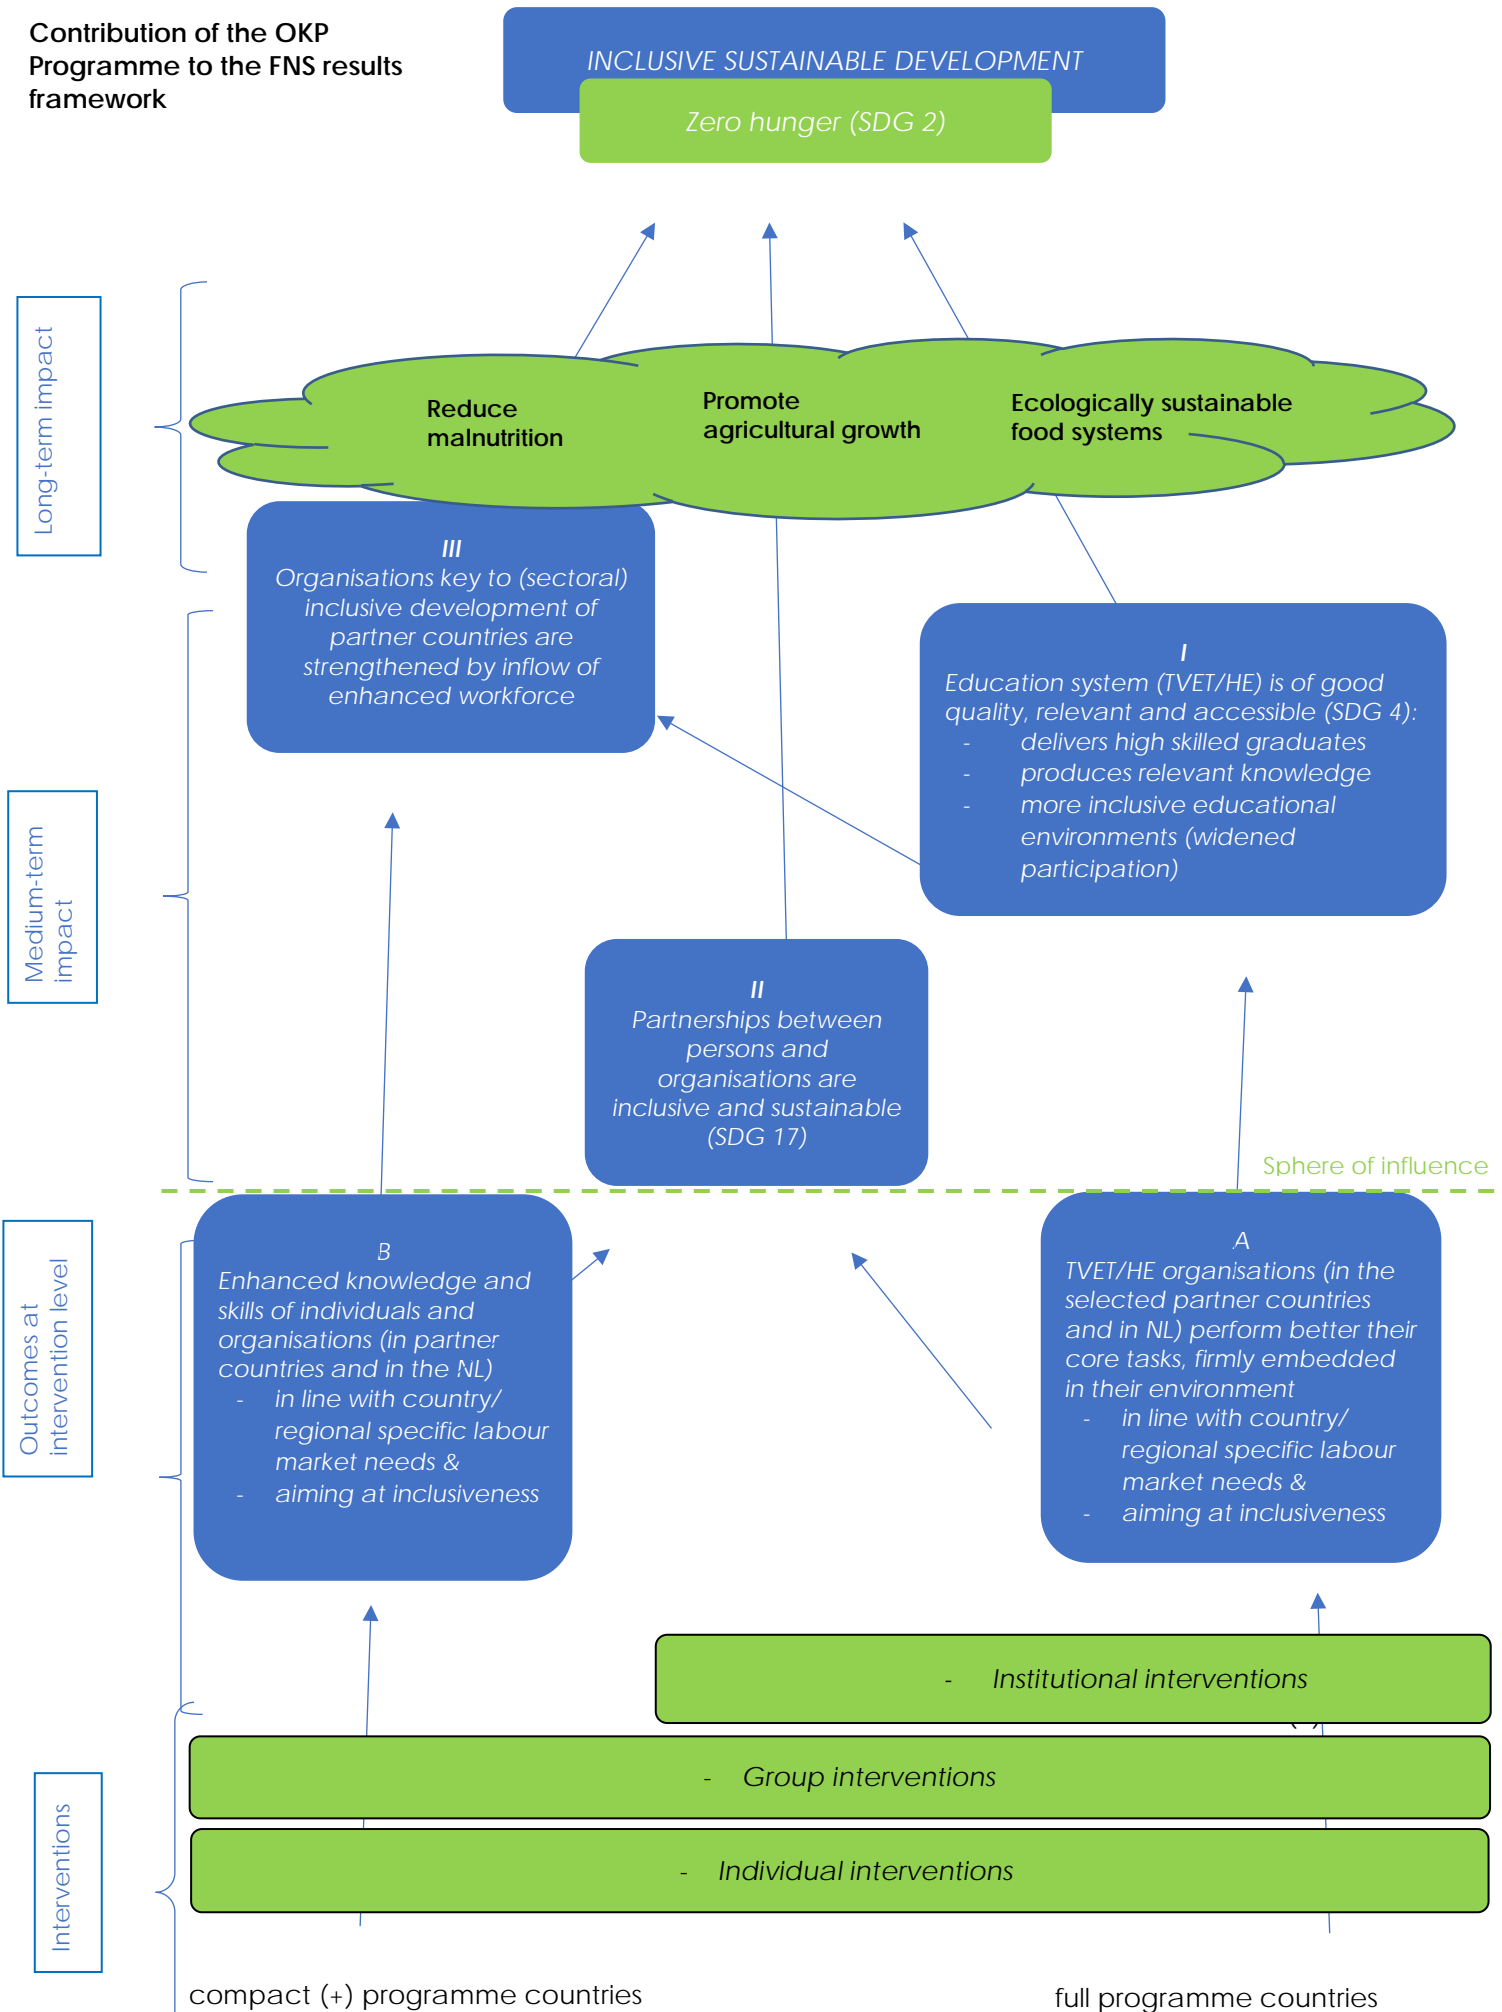 Contribution of the OKP
Programme to the FNS results
framework
INCLUSIVE SUSTAINABLE DEVELOPMENT
Zero hunger (SDG 2)
Long-term impact
Reduce
malnutrition
Promote
agricultural growth
Ecologically sustainable
food systems
III
Organisations key to (sectoral)
inclusive development of
partner countries are
strengthened by inflow of
enhanced workforce
I
Education system (TVET/HE) is of good
quality, relevant and accessible (SDG 4):
- delivers high skilled graduates
- produces relevant knowledge
- more inclusive educational
environments (widened
participation)
Medium-term
impact
II
Partnerships between
persons and
organisations are
inclusive and sustainable
(SDG 17)
Sphere of influence
Outcomes at
intervention level
B
Enhanced knowledge and
skills of individuals and
organisations (in partner
countries and in the NL)
- in line with country/
regional specific labour
market needs &
- aiming at inclusiveness
A
TVET/HE organisations (in the
selected partner countries
and in NL) perform better their
core tasks, firmly embedded
in their environment
- in line with country/
regional specific labour
market needs &
- aiming at inclusiveness
- Institutional interventions
- Group interventions
- Individual interventions
Interventions
compact (+) programme countries
full programme countries